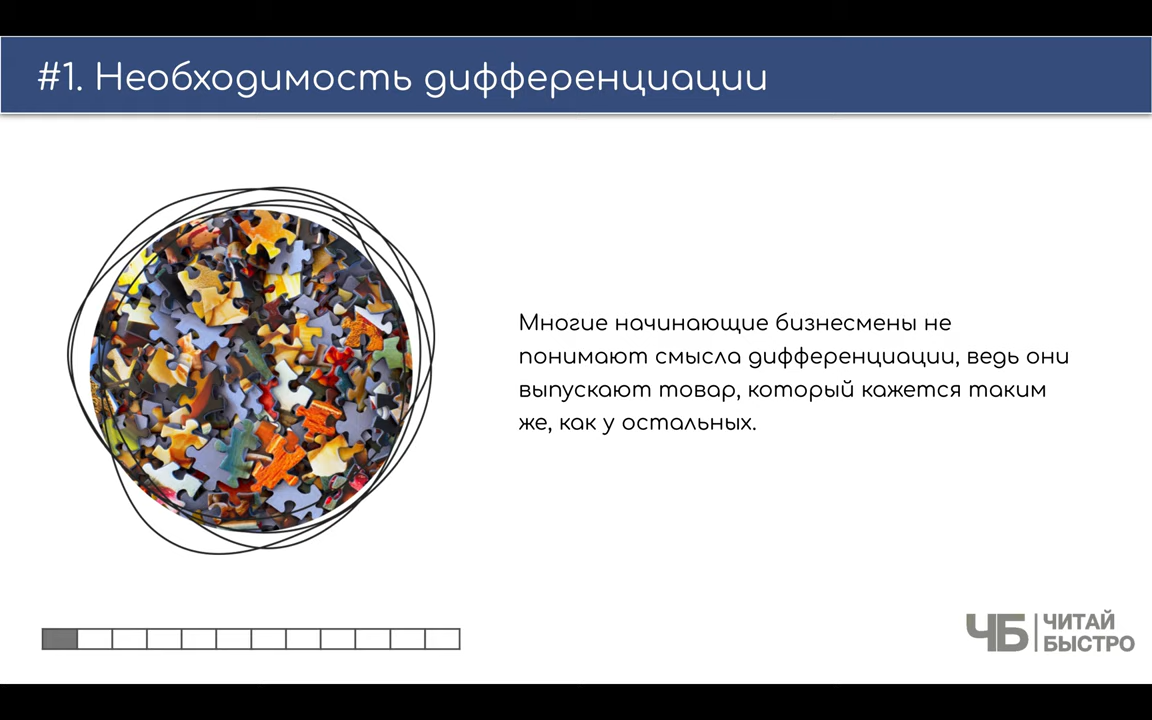 #1. Необходимость дифференциации
Многие начинающие бизнесмены не
понимают смысла дифференциации, ведь они
выпускают товар, который кажется таким
же, как у остальных.
ЧБ ЧИТАЙ
БЫСТРО